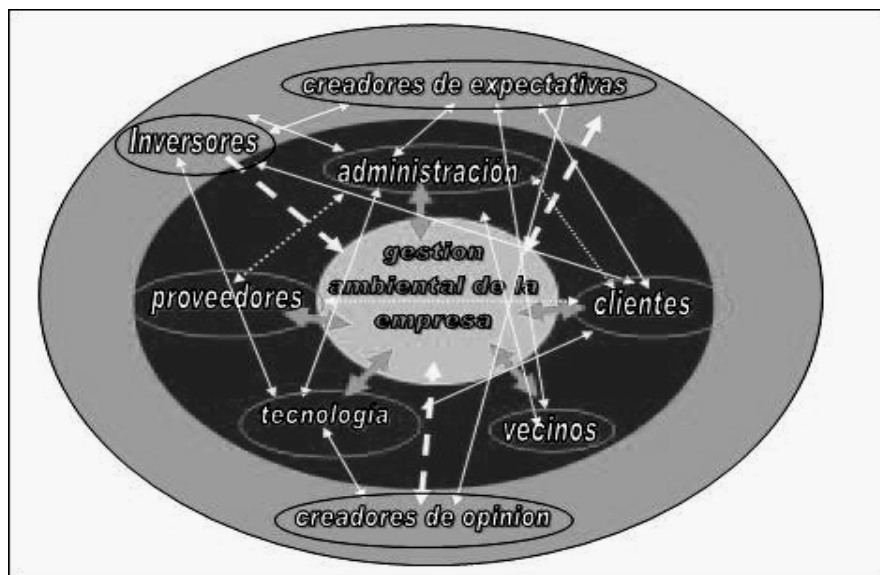 creadores de expectativas
Inversores
administración
gestion
ambiental de la
empresa
proveedores
clientes
tecnología
vecinos
creadores de opinion